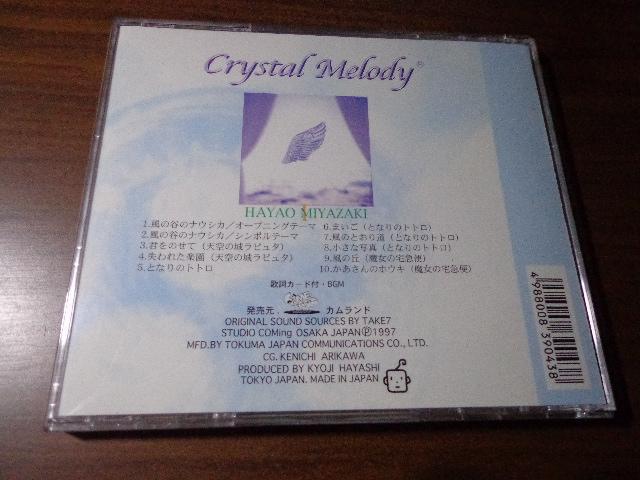 Crystal Melody®
HAYAO MIYAZAKI
I
1.風の谷のナウシカ/オープニングテーマ
2.風の谷のナウシカ/シンボルテーマ
3.君をのせて(天空の城ラピュタ)
4.失われた楽園(天空の城ラピュタ)
5.となりのトトロ
6.まいご(となりのトトロ)
7.風のとおり道(となりのトトロ)
8.小さな写真(となりのトトロ)
9.風の丘(魔女の宅急便)
10.かあさんのホウキ(魔女の宅急便)
歌詞カード付・BGM
発売元. カムランド
ORIGINAL SOUND SOURCES BY TAKE7
STUDIO COMing OSAKA JAPANⓅ1997
MFD.BY TOKUMA JAPAN COMMUNICATIONS CO., LTD.
CG. KENICHI ARIKAWA
PRODUCED BY KYOJI HAYASHI
TOKYO JAPAN. MADE IN JAPAN
4988008 390438